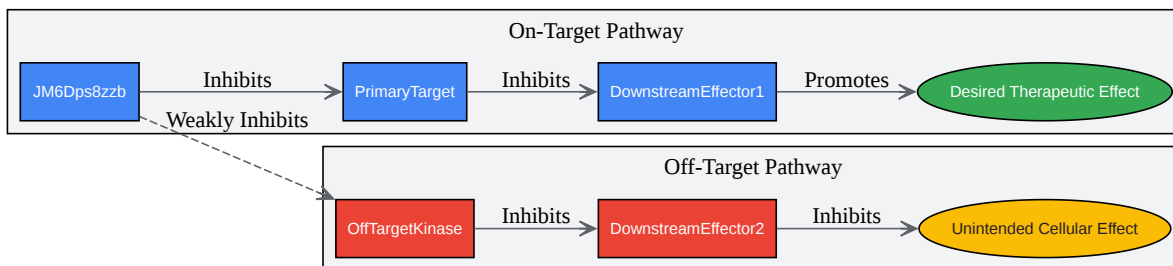 On-Target Pathway
JM6Dps8zzb
Inhibits
PrimaryTarget
Inhibits
DownstreamEffector1
Promotes
Desired Therapeutic Effect
Weakly Inhibits
Off-Target Pathway
OffTargetKinase
Inhibits
DownstreamEffector2
Inhibits
Unintended Cellular Effect